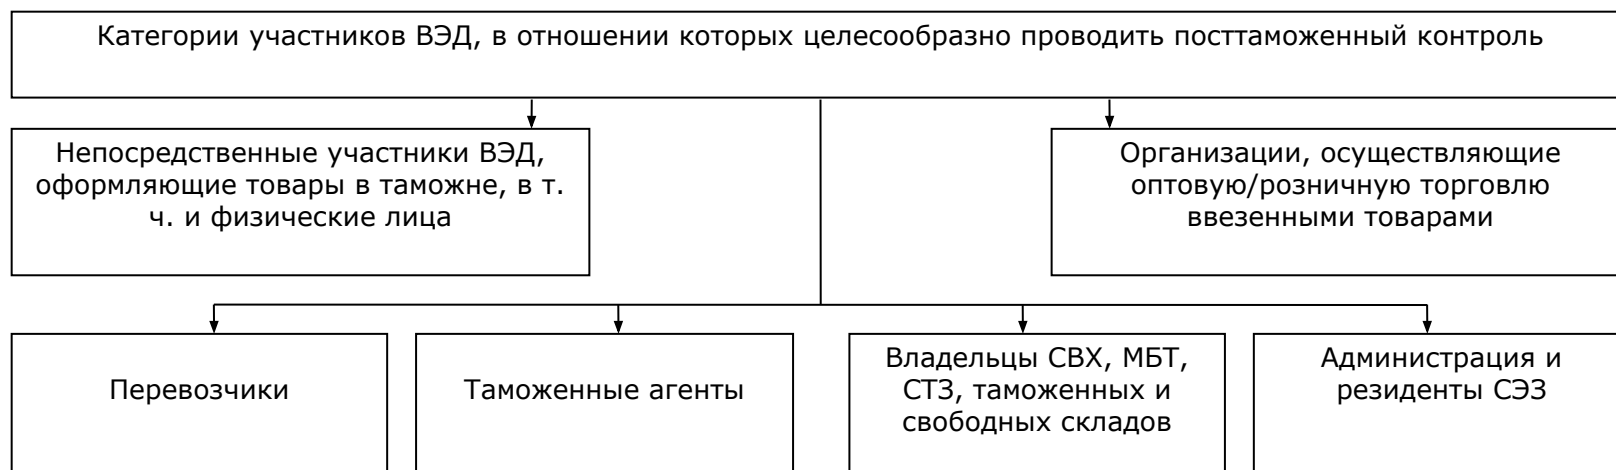 Категории участников ВЭД, в отношении которых целесообразно проводить посттаможенный контроль
Непосредственные участники ВЭД,
оформляющие товары в таможне, в т.
ч. и физические лица
Организации, осуществляющие
оптовую/розничную торговлю
ввезенными товарами
Перевозчики
Таможенные агенты
Владельцы СВХ, МБТ,
СТЗ, таможенных и
свободных складов
Администрация и
резиденты СЭЗ